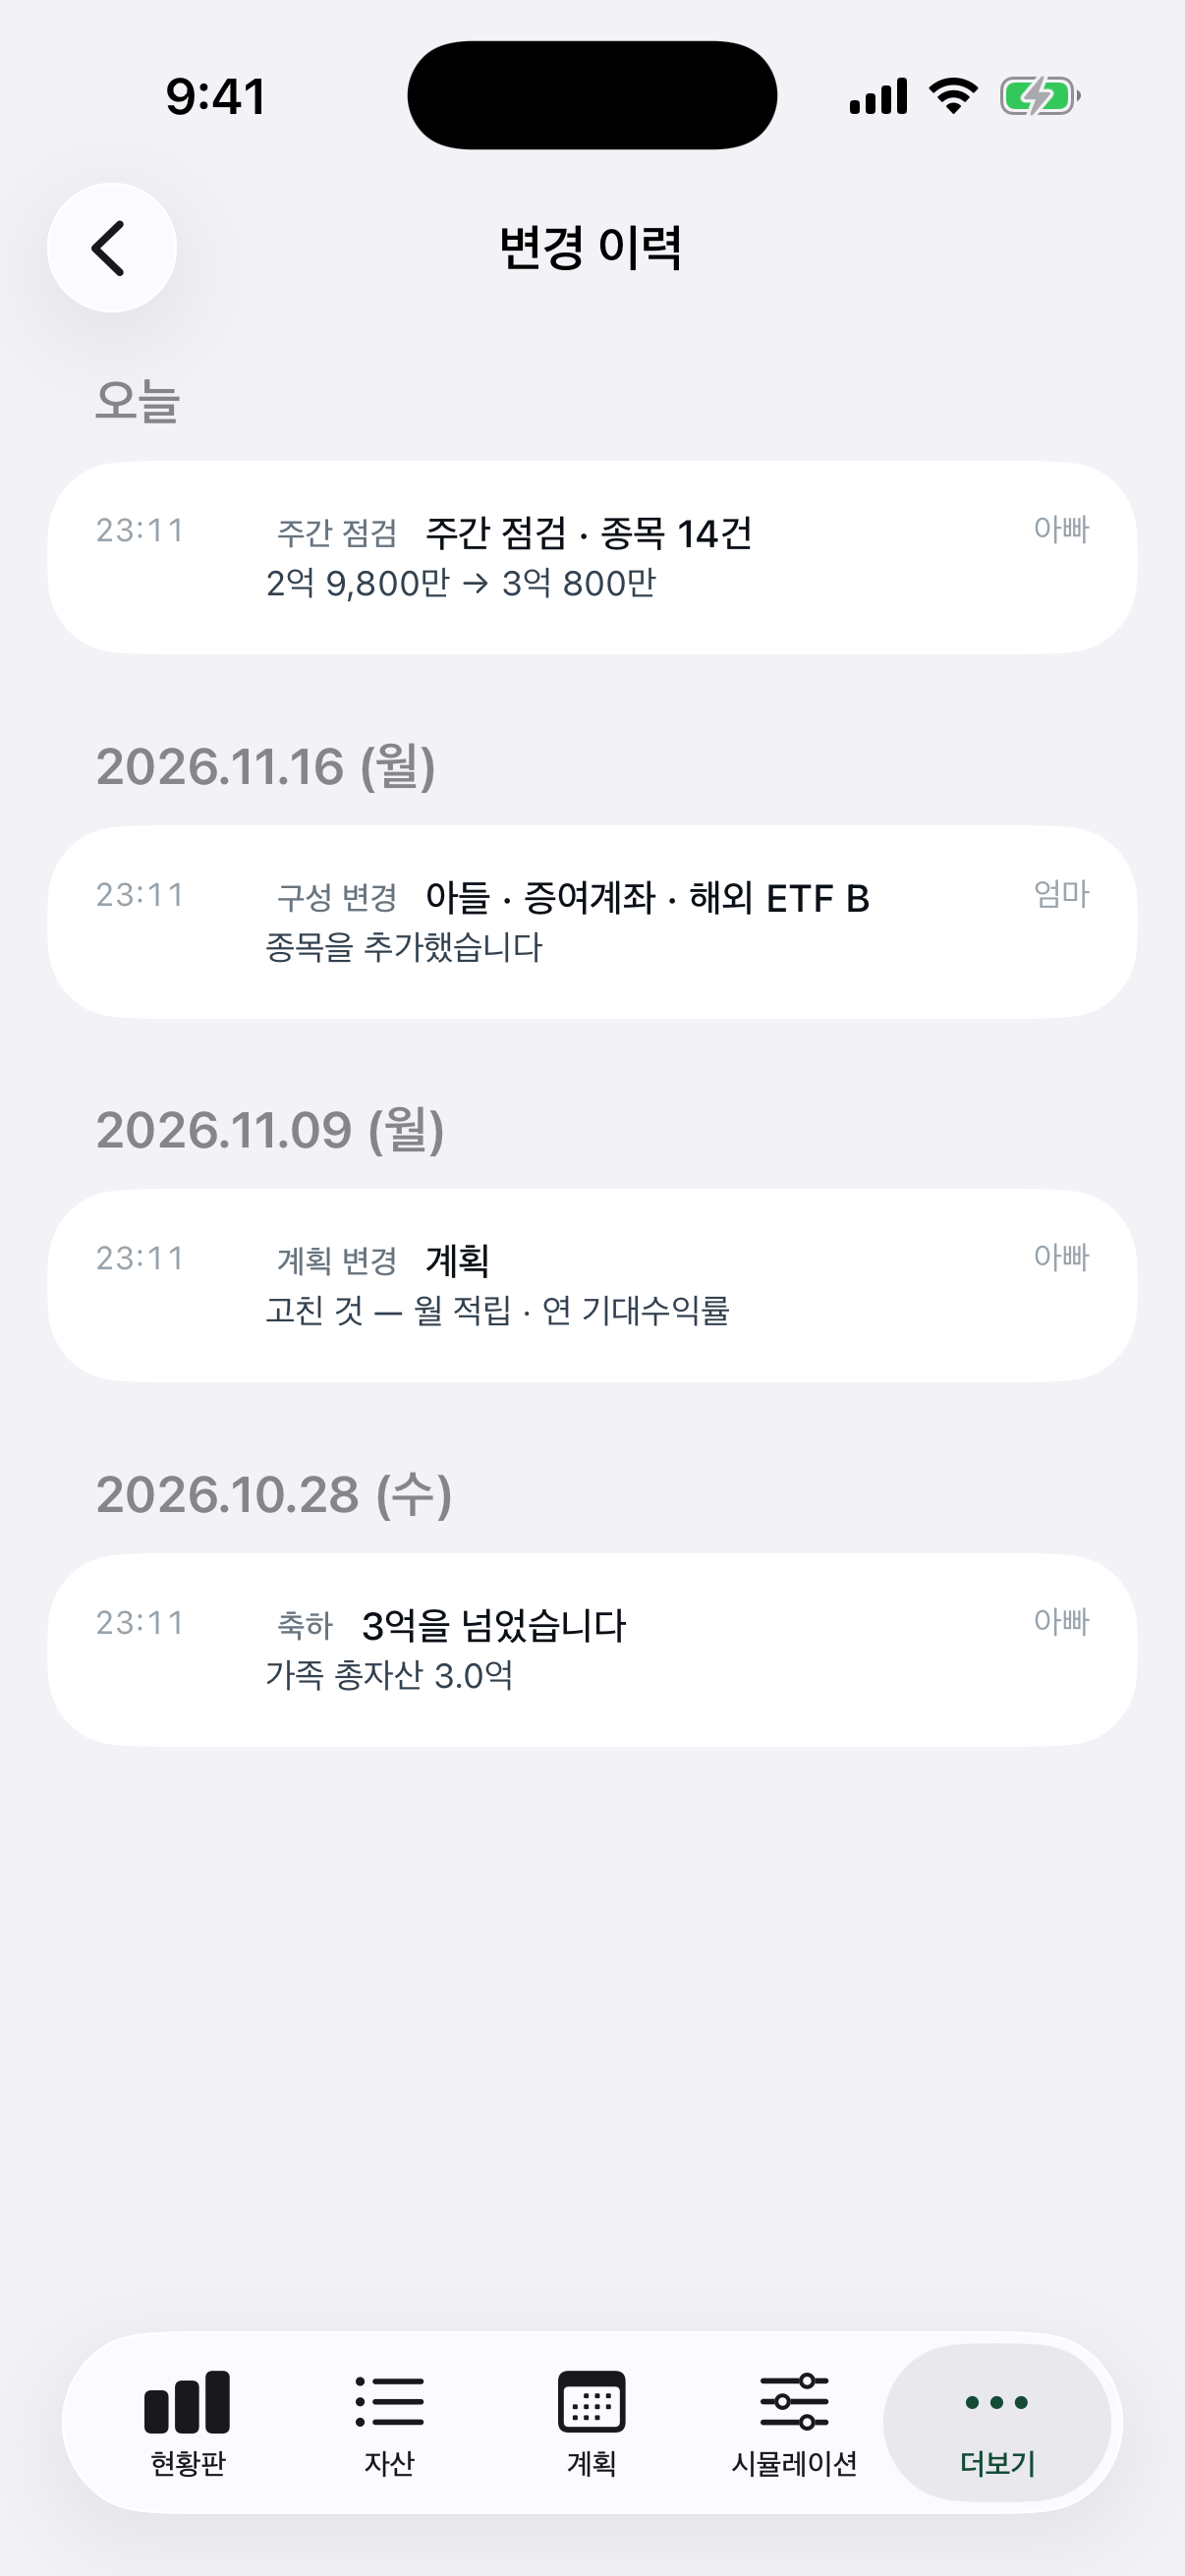 9:41
변경 이력
오늘
23:11 주간 점검 주간 점검 · 종목 14건 아빠
2억 9,800만 → 3억 800만
2026.11.16 (월)
23:11 구성 변경 아들 · 증여계좌 · 해외 ETF B 엄마
종목을 추가했습니다
2026.11.09 (월)
23:11 계획 변경 계획 아빠
고친 것 — 월 적립 · 연 기대수익률
2026.10.28 (수)
23:11 축하 3억을 넘었습니다 아빠
가족 총자산 3.0억
현황판 자산 계획 시뮬레이션 더보기